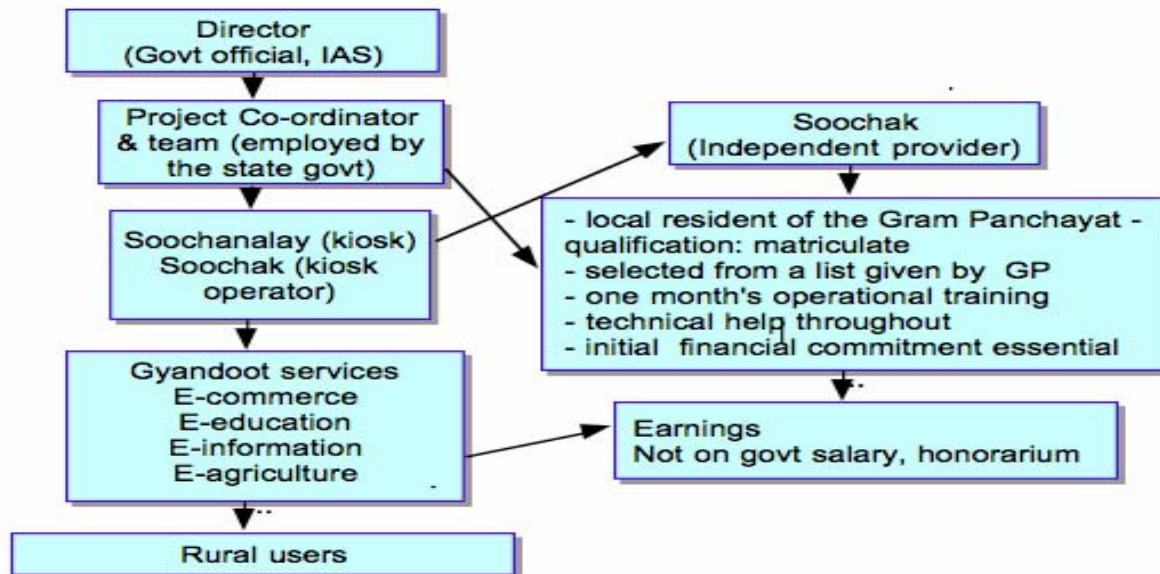 Director
(Govt official, IAS)
Project Co-ordinator
& team (employed by
the state govt)
Soochanalay (kiosk)
Soochak (kiosk
operator)
Gyandoot services
E-commerce
E-education
E-information
E-agriculture
Rural users
Soochak
(Independent provider)
- local resident of the Gram Panchayat -
qualification: matriculate
- selected from a list given by GP
- one month's operational training
- technical help throughout
- initial financial commitment essential
Earnings
Not on govt salary, honorarium